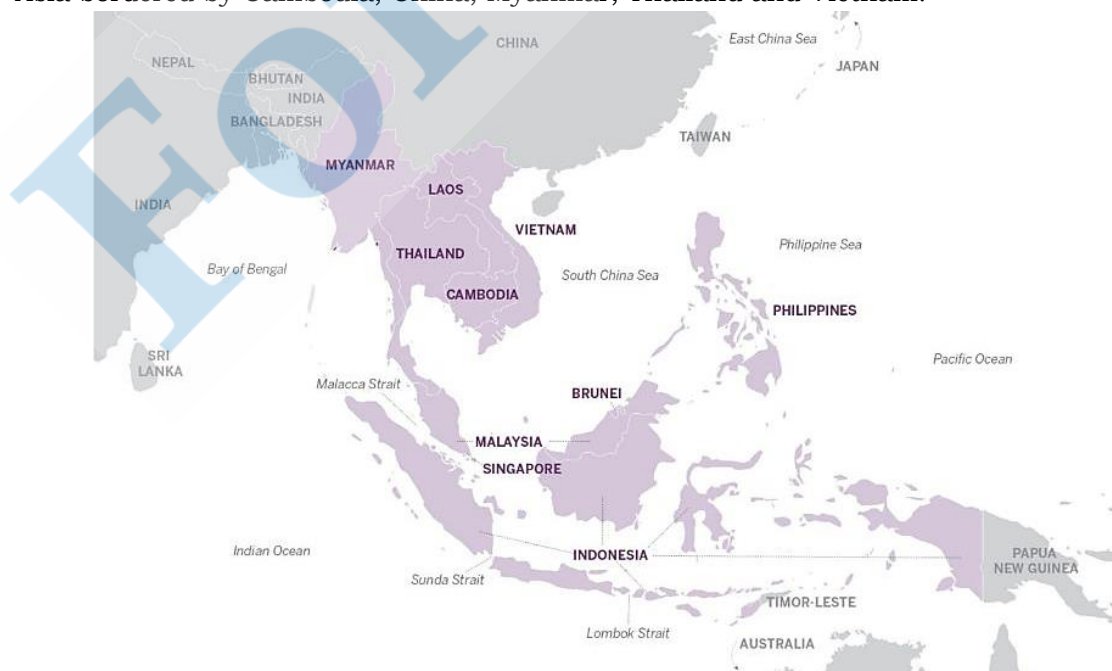 Asia bordered by Cambodia, China, Myanmar, Thailand and Vietnam.
CHINA
East China Sea
JAPAN
NEPAL
BHUTAN
INDIA
BANGLADESH
TAIWAN
MYANMAR
LAOS
INDIA
VIETNAM
Philippine Sea
THAILAND
Bay of Bengal
South China Sea
CAMBODIA
PHILIPPINES
SRI
LANKA
Pacific Ocean
Malacca Strait
BRUNEI
MALAYSIA
SINGAPORE
Indian Ocean
INDONESIA
PAPUA
NEW GUINEA
Sunda Strait
TIMOR-LESTE
Lombok Strait
AUSTRALIA